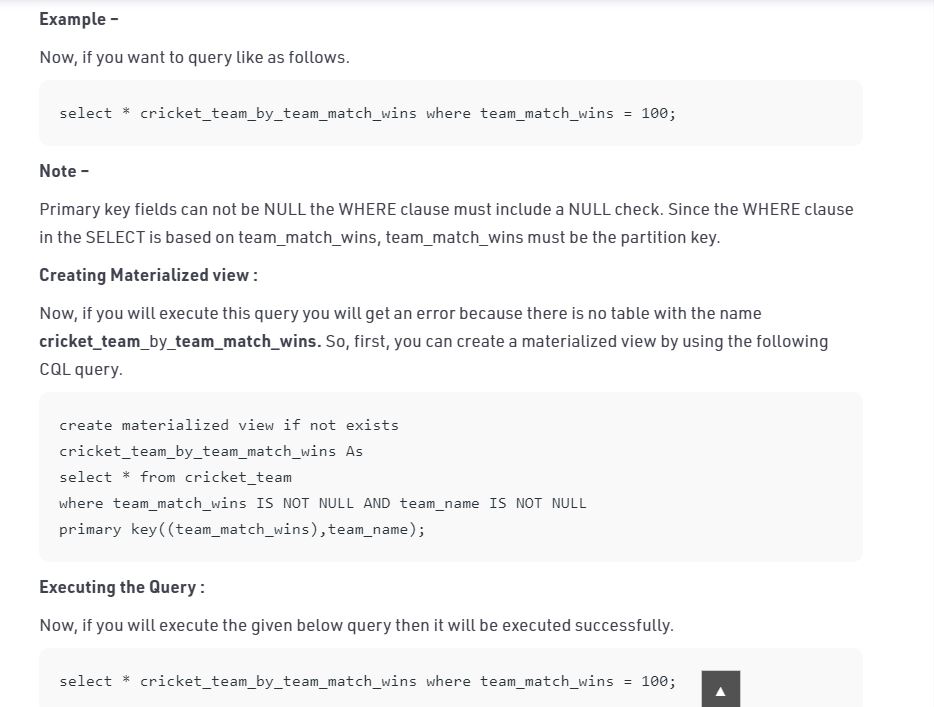 Example –
Now, if you want to query like as follows.
select * cricket_team_by_team_match_wins where team_match_wins = 100;
Note –
Primary key fields can not be NULL the WHERE clause must include a NULL check. Since the WHERE clause
in the SELECT is based on team_match_wins, team_match_wins must be the partition key.
Creating Materialized view :
Now, if you will execute this query you will get an error because there is no table with the name
cricket_team_by_team_match_wins. So, first, you can create a materialized view by using the following
CQL query.
create materialized view if not exists
cricket_team_by_team_match_wins As
select * from cricket_team
where team_match_wins IS NOT NULL AND team_name IS NOT NULL
primary key((team_match_wins),team_name);
Executing the Query :
Now, if you will execute the given below query then it will be executed successfully.
select * cricket_team_by_team_match_wins where team_match_wins = 100;